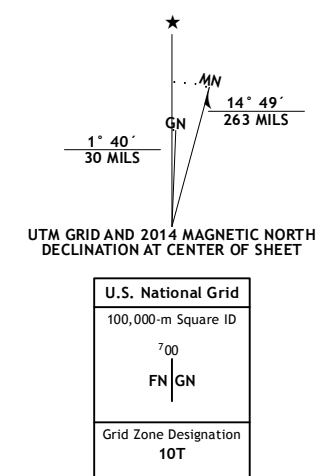 ★
MN
GN
14° 49´
263 MILS
1° 40´
30 MILS
UTM GRID AND 2014 MAGNETIC NORTH
DECLINATION AT CENTER OF SHEET
U.S. National Grid
100,000-m Square ID
⁷00
FN GN
Grid Zone Designation
10T